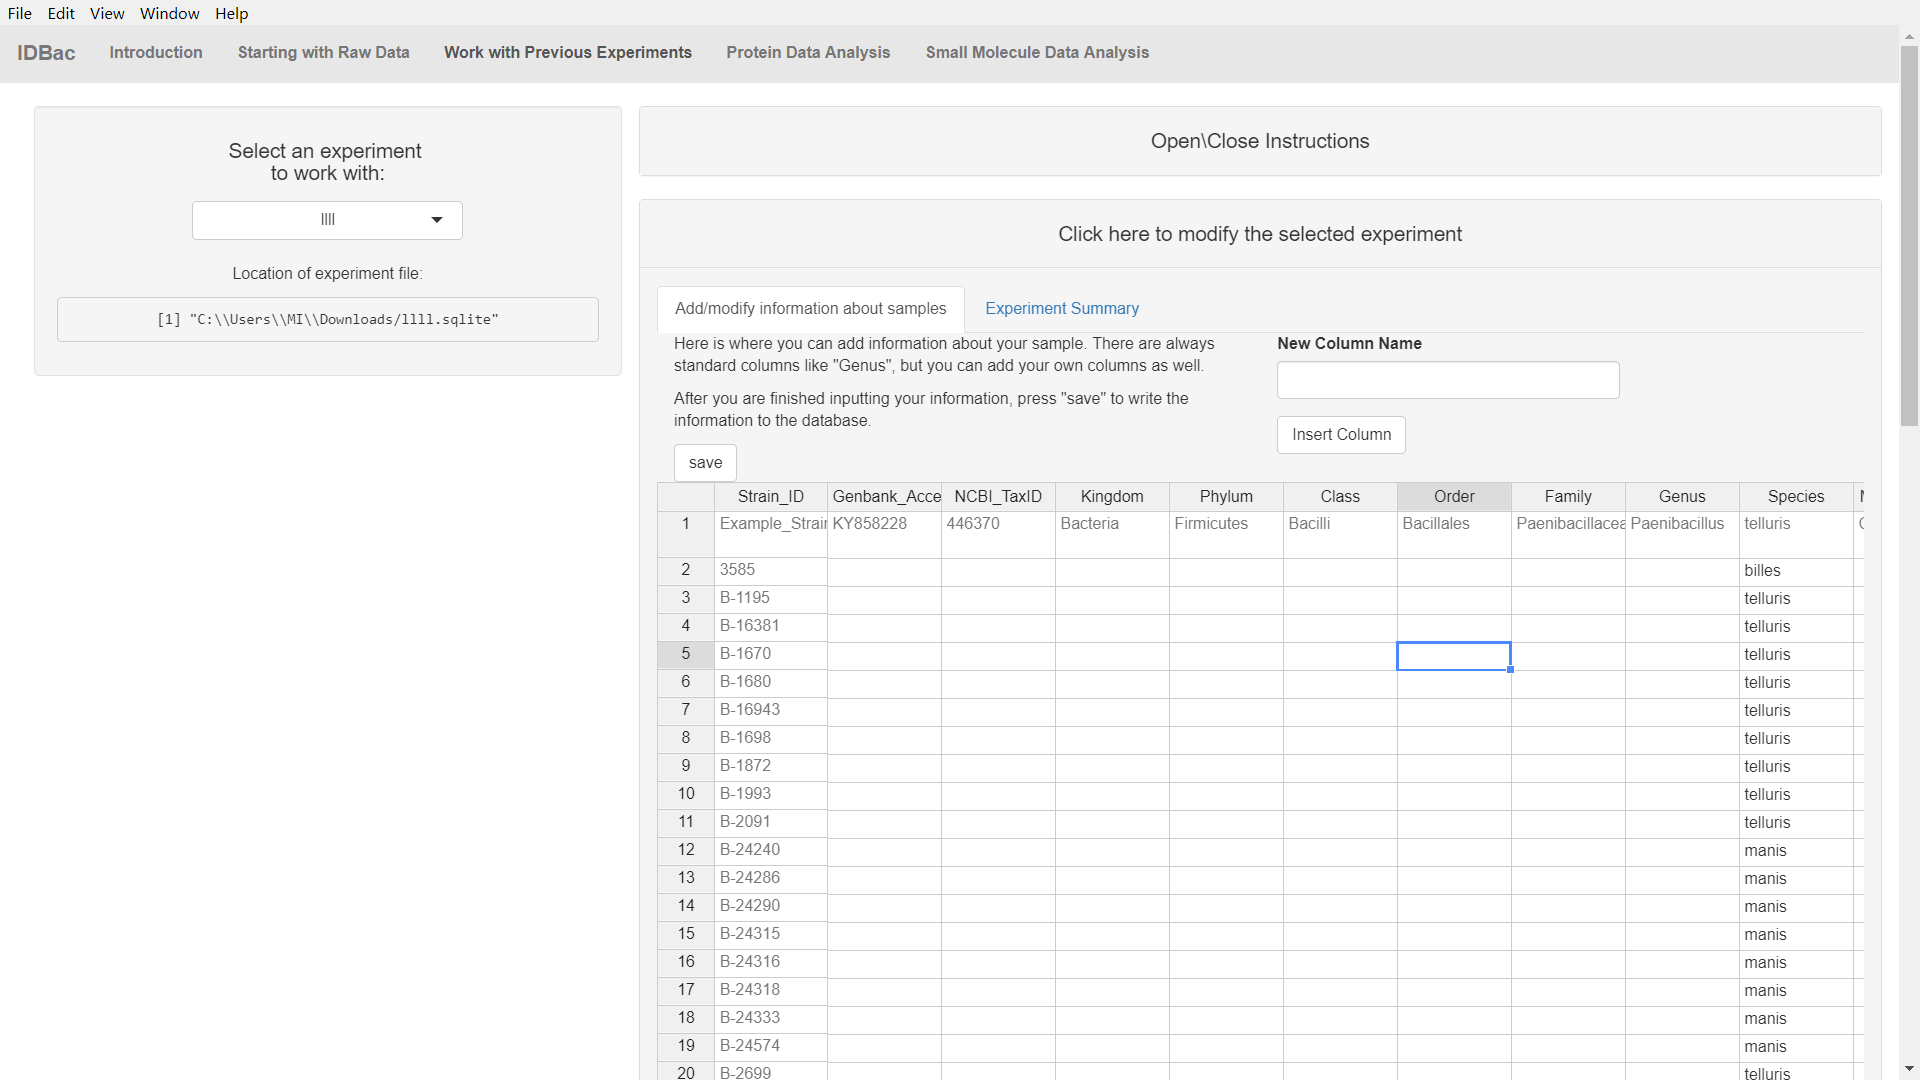 File Edit View Window Help
IDBac Introduction Starting with Raw Data Work with Previous Experiments Protein Data Analysis Small Molecule Data Analysis
Select an experiment
to work with:
llll
Location of experiment file:
[1] "C:\\Users\\MI\\Downloads/llll.sqlite"
Open\Close Instructions
Click here to modify the selected experiment
Add/modify information about samples Experiment Summary
Here is where you can add information about your sample. There are always
standard columns like "Genus", but you can add your own columns as well.
After you are finished inputting your information, press "save" to write the
information to the database.
save
New Column Name
Insert Column
Strain_ID Genbank_Acce NCBI_TaxID Kingdom Phylum Class Order Family Genus Species
1 Example_Strain KY858228 446370 Bacteria Firmicutes Bacilli Bacillales Paenibacillacea Paenibacillus telluris
2 3585 billes
3 B-1195 telluris
4 B-16381 telluris
5 B-1670 telluris
6 B-1680 telluris
7 B-16943 telluris
8 B-1698 telluris
9 B-1872 telluris
10 B-1993 telluris
11 B-2091 telluris
12 B-24240 manis
13 B-24286 manis
14 B-24290 manis
15 B-24315 manis
16 B-24316 manis
17 B-24318 manis
18 B-24333 manis
19 B-24574 manis
20 B-2699 telluris